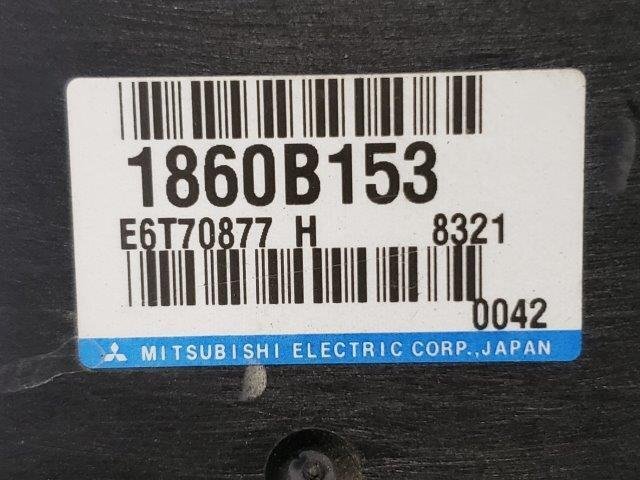 1860B153
E6T70877 H 8321
0042
MITSUBISHI ELECTRIC CORP.,JAPAN